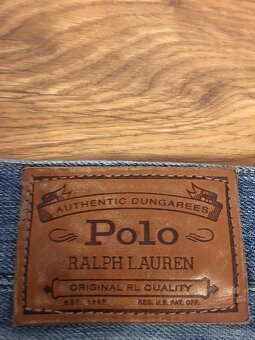 AUTHENTIC DUNGAREES
Polo
RALPH LAUREN
ORIGINAL RL QUALITY
EST. 1967 REG. U.S. PAT. OFF.